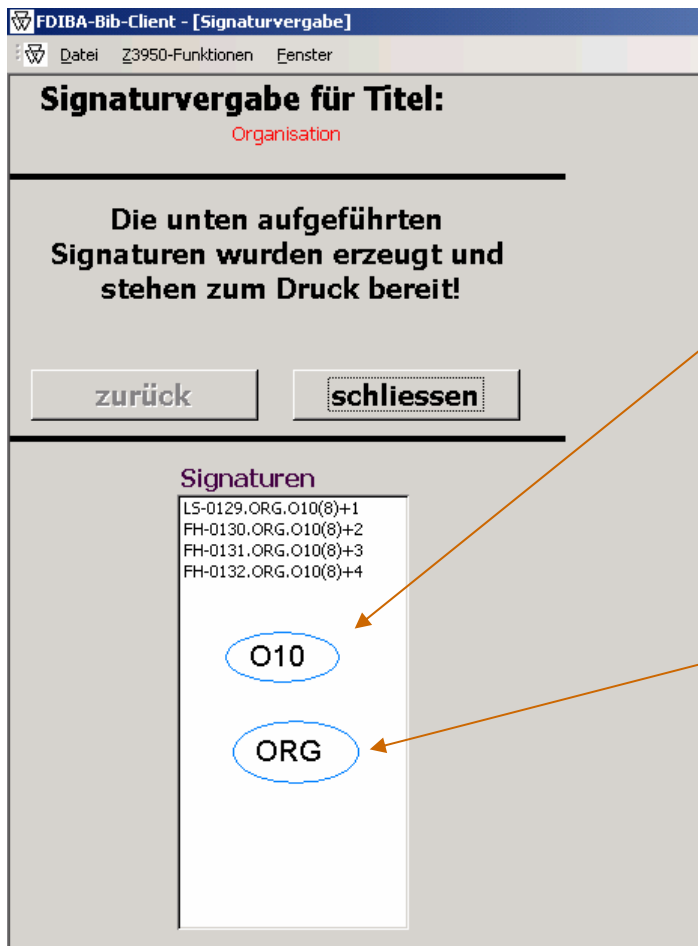 FDIBA-Bib-Client - [Signaturvergabe]
Datei Z3950-Funktionen Fenster
Signaturvergabe für Titel:
Organisation
Die unten aufgeführten
Signaturen wurden erzeugt und
stehen zum Druck bereit!
zurück schliessen
Signaturen
LS-0129.ORG.O10(8)+1
FH-0130.ORG.O10(8)+2
FH-0131.ORG.O10(8)+3
FH-0132.ORG.O10(8)+4
O10
ORG